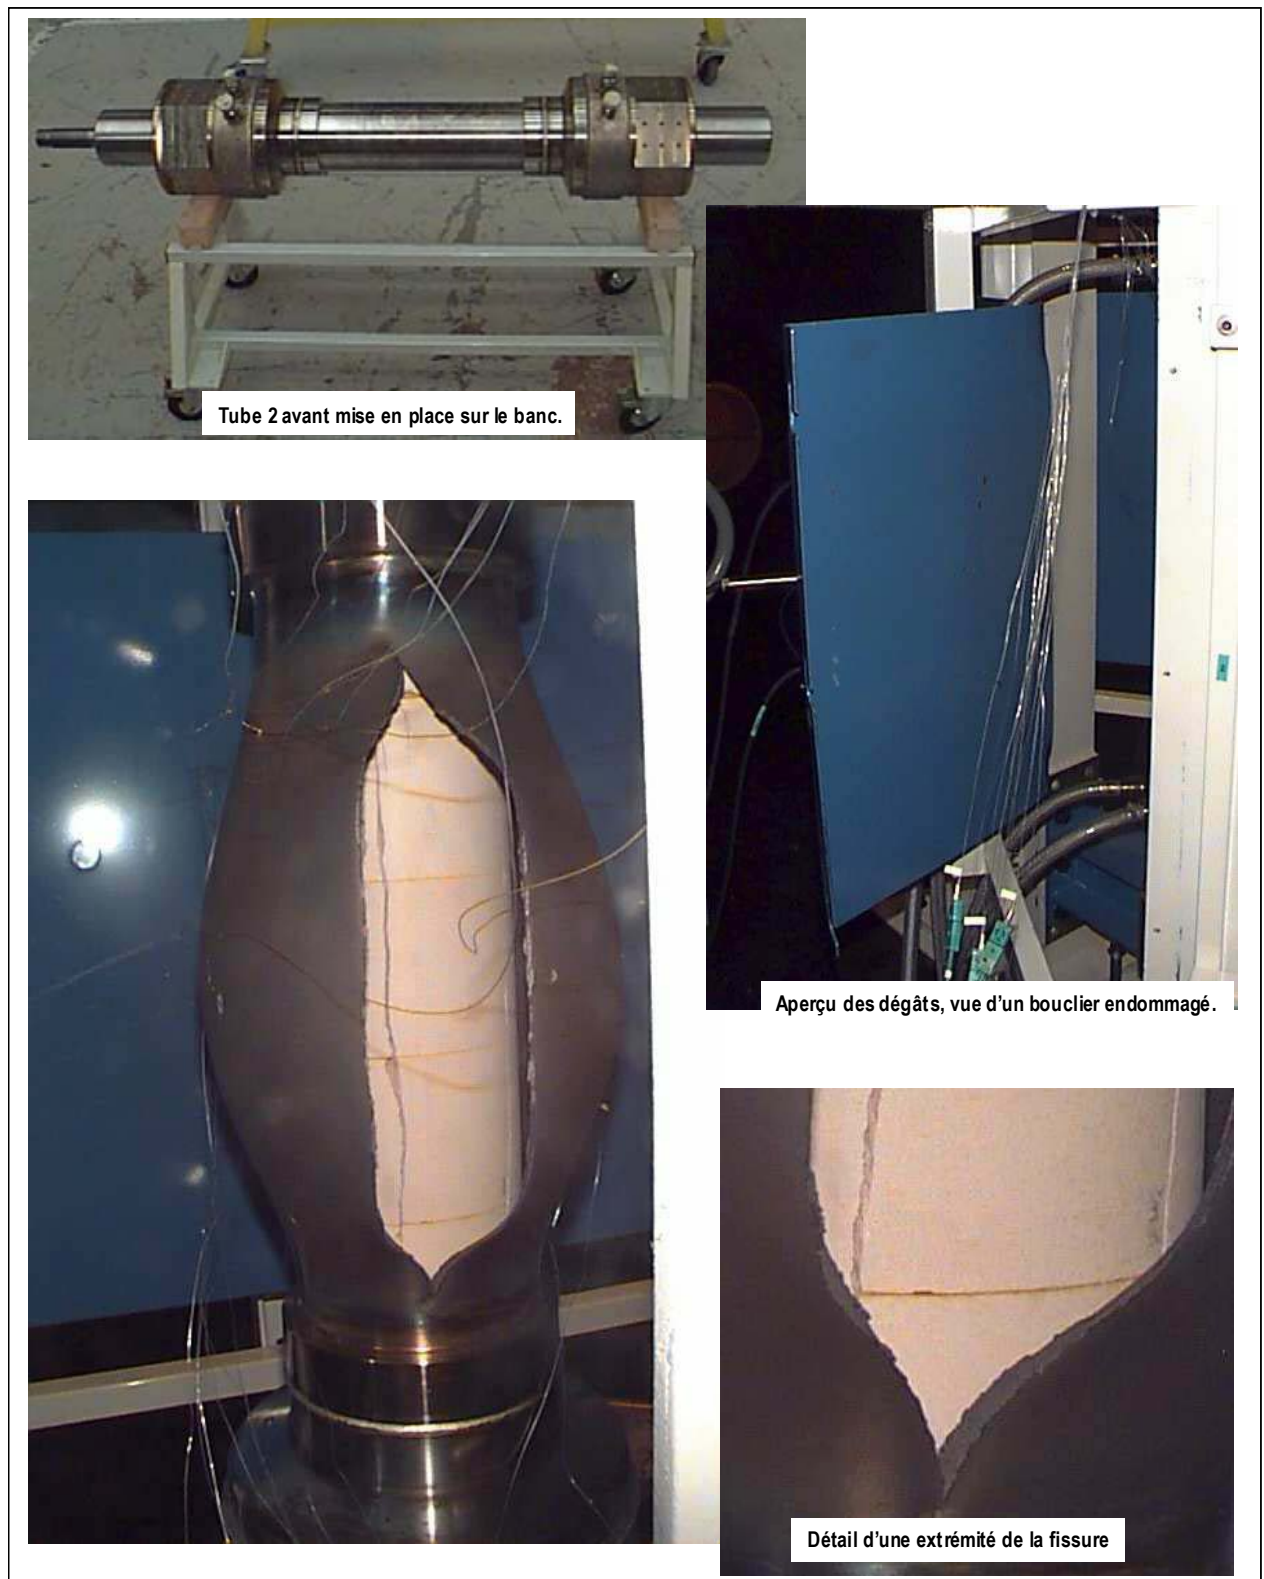 Tube 2 avant mise en place sur le banc.
Aperçu des dégâts, vue d'un bouclier endommagé.
Détail d'une extrémité de la fissure